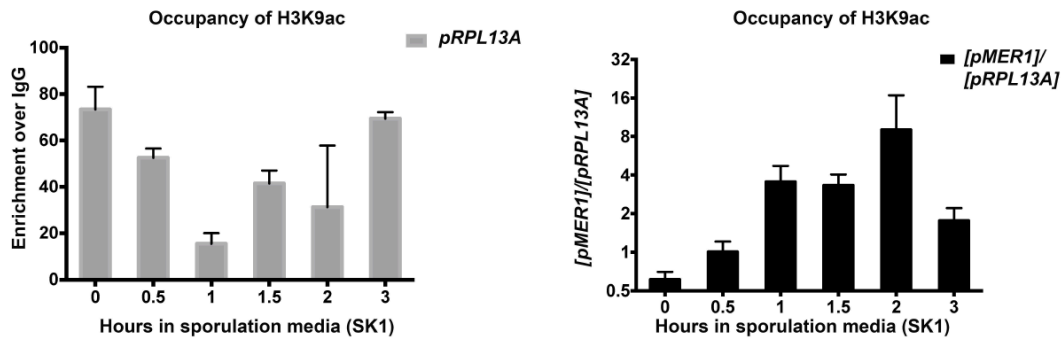 Occupancy of H3K9ac
pRPL13A
Enrichment over IgG
100
80
60
40
20
0
0 0.5 1 1.5 2 3
Hours in sporulation media (SK1)
Occupancy of H3K9ac
[pMER1]/
[pRPL13A]
[pMER1]/[pRPL13A]
32
16
8
4
2
1
0.5
0 0.5 1 1.5 2 3
Hours in sporulation media (SK1)